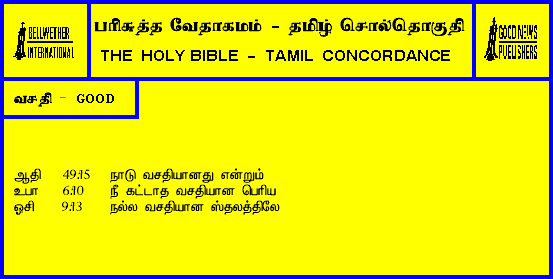 BELLWETHER
INTERNATIONAL
பரிசுத்த வேதாகமம் - தமிழ் சொல்தொகுதி
THE HOLY BIBLE - TAMIL CONCORDANCE
GOOD NEWS
PUBLISHERS
வசதி - GOOD
ஆதி 49:15 நாடு வசதியானது என்றும்
உபா 6:10 நீ கட்டாத வசதியான பெரிய
ஓசி 9:13 நல்ல வசதியான ஸ்தலத்திலே